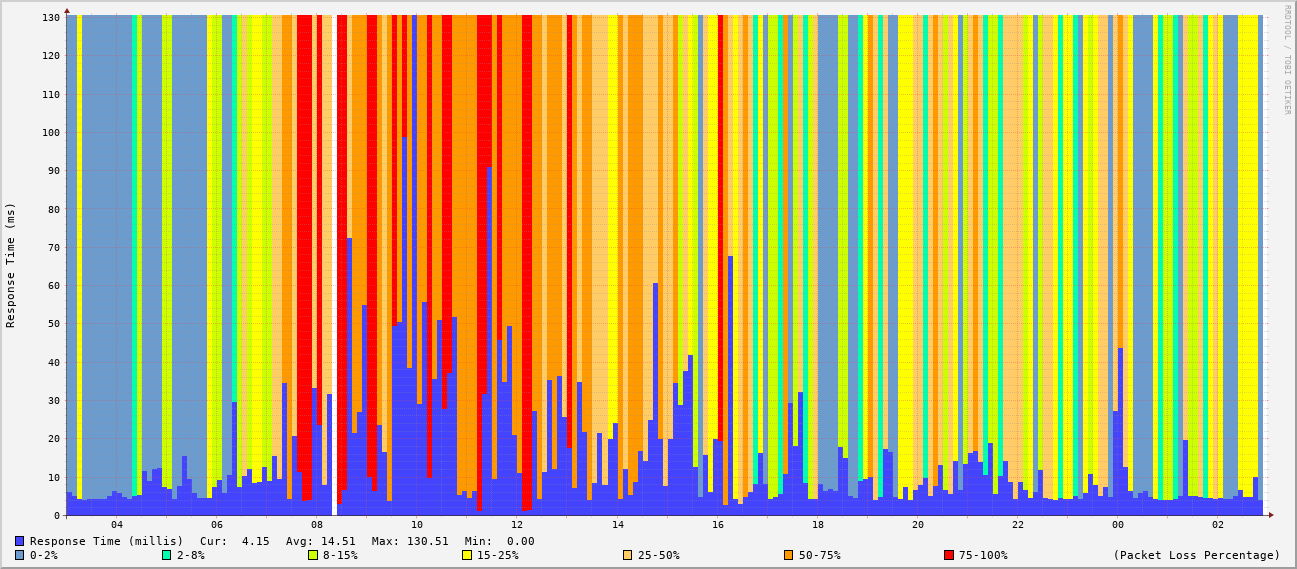 RRDTOOL / TOBI OETIKER
Response Time (ms)
130
120
110
100
90
80
70
60
50
40
30
20
10
0
04 06 08 10 12 14 16 18 20 22 00 02
Response Time (millis) Cur: 4.15 Avg: 14.51 Max: 130.51 Min: 0.00
0-2% 2-8% 8-15% 15-25% 25-50% 50-75% 75-100% (Packet Loss Percentage)